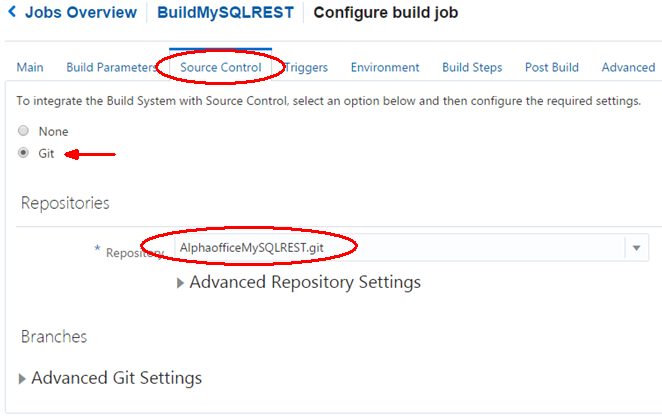 Jobs Overview BuildMySQLREST Configure build job
Main Build Parameters Source Control Triggers Environment Build Steps Post Build Advanced
To integrate the Build System with Source Control, select an option below and then configure the required settings.
None
Git
Repositories
* Repository AlphaofficeMySQLREST.git
Advanced Repository Settings
Branches
Advanced Git Settings